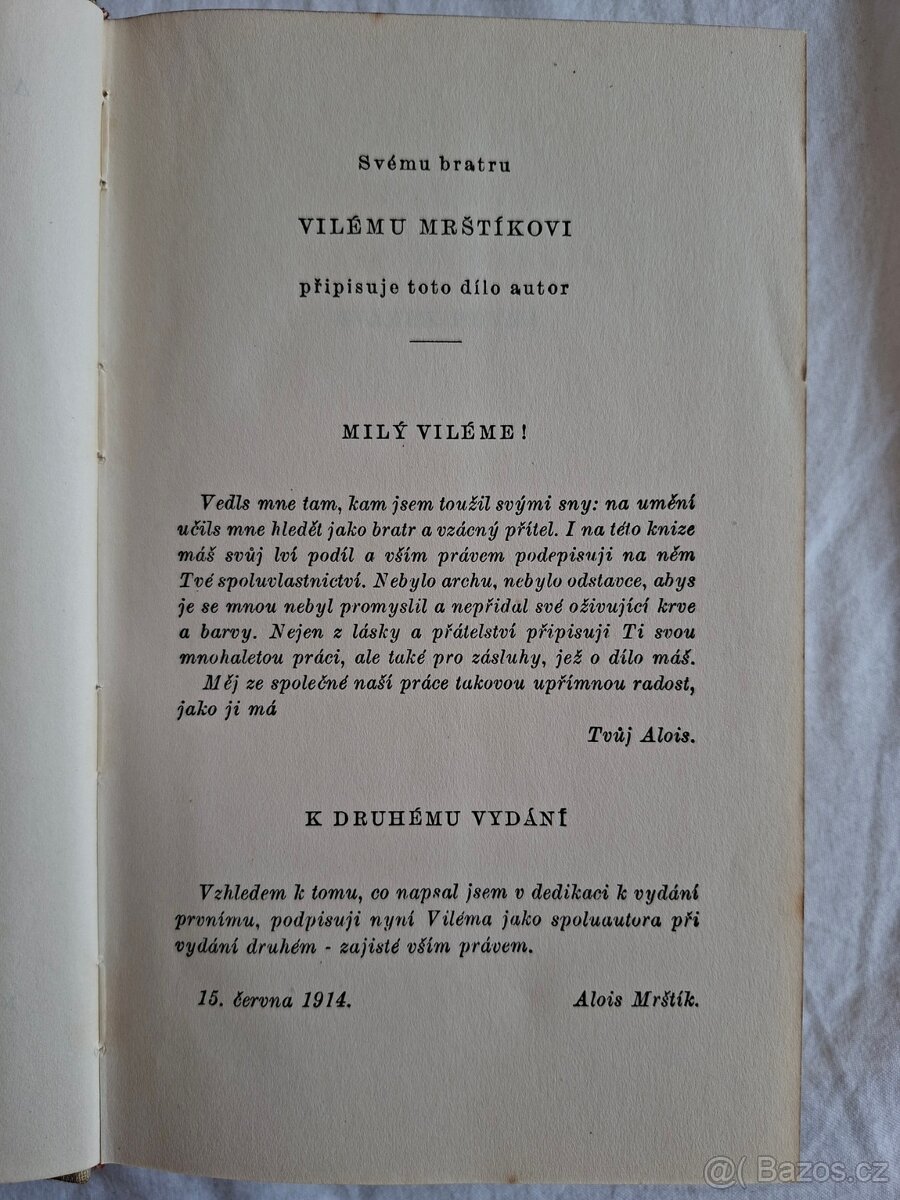 Svému bratru
VILÉMU MRŠTÍKOVI
připisuje toto dílo autor
MILÝ VILÉME!
Vedls mne tam, kam jsem toužil svými sny: na umění
učils mne hledět jako bratr a vzácný přítel. I na této knize
máš svůj lví podíl a vším právem podepisuji na něm
Tvé spoluvlastnictví. Nebylo archu, nebylo odstavce, abys
je se mnou nebyl promyslil a nepřidal své oživující krve
a barvy. Nejen z lásky a přátelství připisuji Ti svou
mnohaletou práci, ale také pro zásluhy, jež o dílo máš.
Měj ze společné naší práce takovou upřímnou radost,
jako ji má
Tvůj Alois.
K DRUHÉMU VYDÁNÍ
Vzhledem k tomu, co napsal jsem v dedikaci k vydání
prvnímu, podpisuji nyní Viléma jako spoluautora při
vydání druhém - zajisté vším právem.
15. června 1914. Alois Mrštík.
@( Bazos.cz